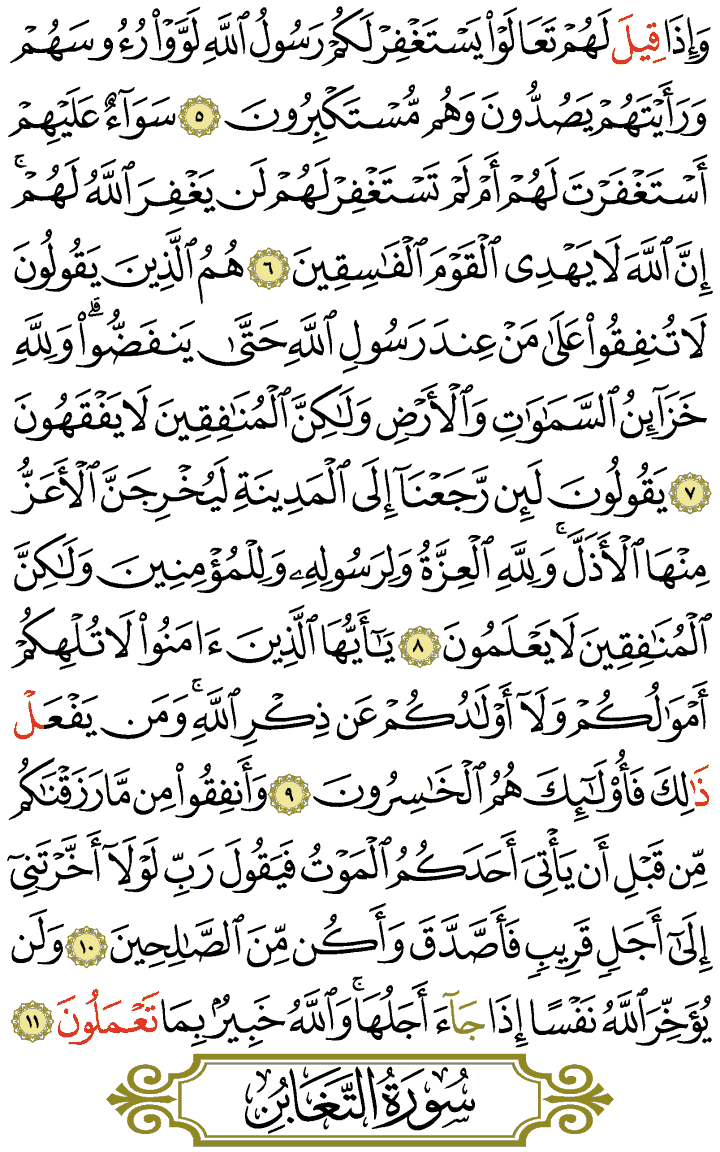 وَإِذَا قِيلَ لَهُمْ تَعَالَوْا۟ يَسْتَغْفِرْ لَكُمْ رَسُولُ ٱللَّهِ لَوَّوْا۟ رُءُوسَهُمْ
وَرَأَيْتَهُمْ يَصُدُّونَ وَهُم مُّسْتَكْبِرُونَ ٥ سَوَآءٌ عَلَيْهِمْ
أَسْتَغْفَرْتَ لَهُمْ أَمْ لَمْ تَسْتَغْفِرْ لَهُمْ لَن يَغْفِرَ ٱللَّهُ لَهُمْ ۚ
إِنَّ ٱللَّهَ لَا يَهْدِى ٱلْقَوْمَ ٱلْفَـٰسِقِينَ ٦ هُمُ ٱلَّذِينَ يَقُولُونَ
لَا تُنفِقُوا۟ عَلَىٰ مَنْ عِندَ رَسُولِ ٱللَّهِ حَتَّىٰ يَنفَضُّوا۟ ۗ وَلِلَّهِ
خَزَآئِنُ ٱلسَّمَـٰوَٰتِ وَٱلْأَرْضِ وَلَـٰكِنَّ ٱلْمُنَـٰفِقِينَ لَا يَفْقَهُونَ
٧ يَقُولُونَ لَئِن رَّجَعْنَآ إِلَى ٱلْمَدِينَةِ لَيُخْرِجَنَّ ٱلْأَعَزُّ
مِنْهَا ٱلْأَذَلَّ ۚ وَلِلَّهِ ٱلْعِزَّةُ وَلِرَسُولِهِۦ وَلِلْمُؤْمِنِينَ وَلَـٰكِنَّ
ٱلْمُنَـٰفِقِينَ لَا يَعْلَمُونَ ٨ يَـٰٓأَيُّهَا ٱلَّذِينَ ءَامَنُوا۟ لَا تُلْهِكُمْ
أَمْوَٰلُكُمْ وَلَآ أَوْلَـٰدُكُمْ عَن ذِكْرِ ٱللَّهِ ۚ وَمَن يَفْعَلْ
ذَٰلِكَ فَأُو۟لَـٰٓئِكَ هُمُ ٱلْخَـٰسِرُونَ ٩ وَأَنفِقُوا۟ مِن مَّا رَزَقْنَـٰكُم
مِّن قَبْلِ أَن يَأْتِىَ أَحَدَكُمُ ٱلْمَوْتُ فَيَقُولَ رَبِّ لَوْلَآ أَخَّرْتَنِىٓ
إِلَىٰٓ أَجَلٍ قَرِيبٍ فَأَصَّدَّقَ وَأَكُن مِّنَ ٱلصَّـٰلِحِينَ ١٠ وَلَن
يُؤَخِّرَ ٱللَّهُ نَفْسًا إِذَا جَآءَ أَجَلُهَا ۚ وَٱللَّهُ خَبِيرٌۢ بِمَا تَعْمَلُونَ ١١
سُورَةُ التَّغَابُنِ